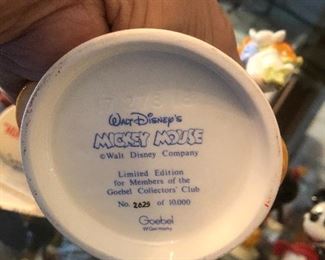 WALT DISNEY'S
MICKEY MOUSE
©Walt Disney Company
Limited Edition
for Members of the
Goebel Collectors' Club
No. 2029 of 10.000
Goebel
W.Germany